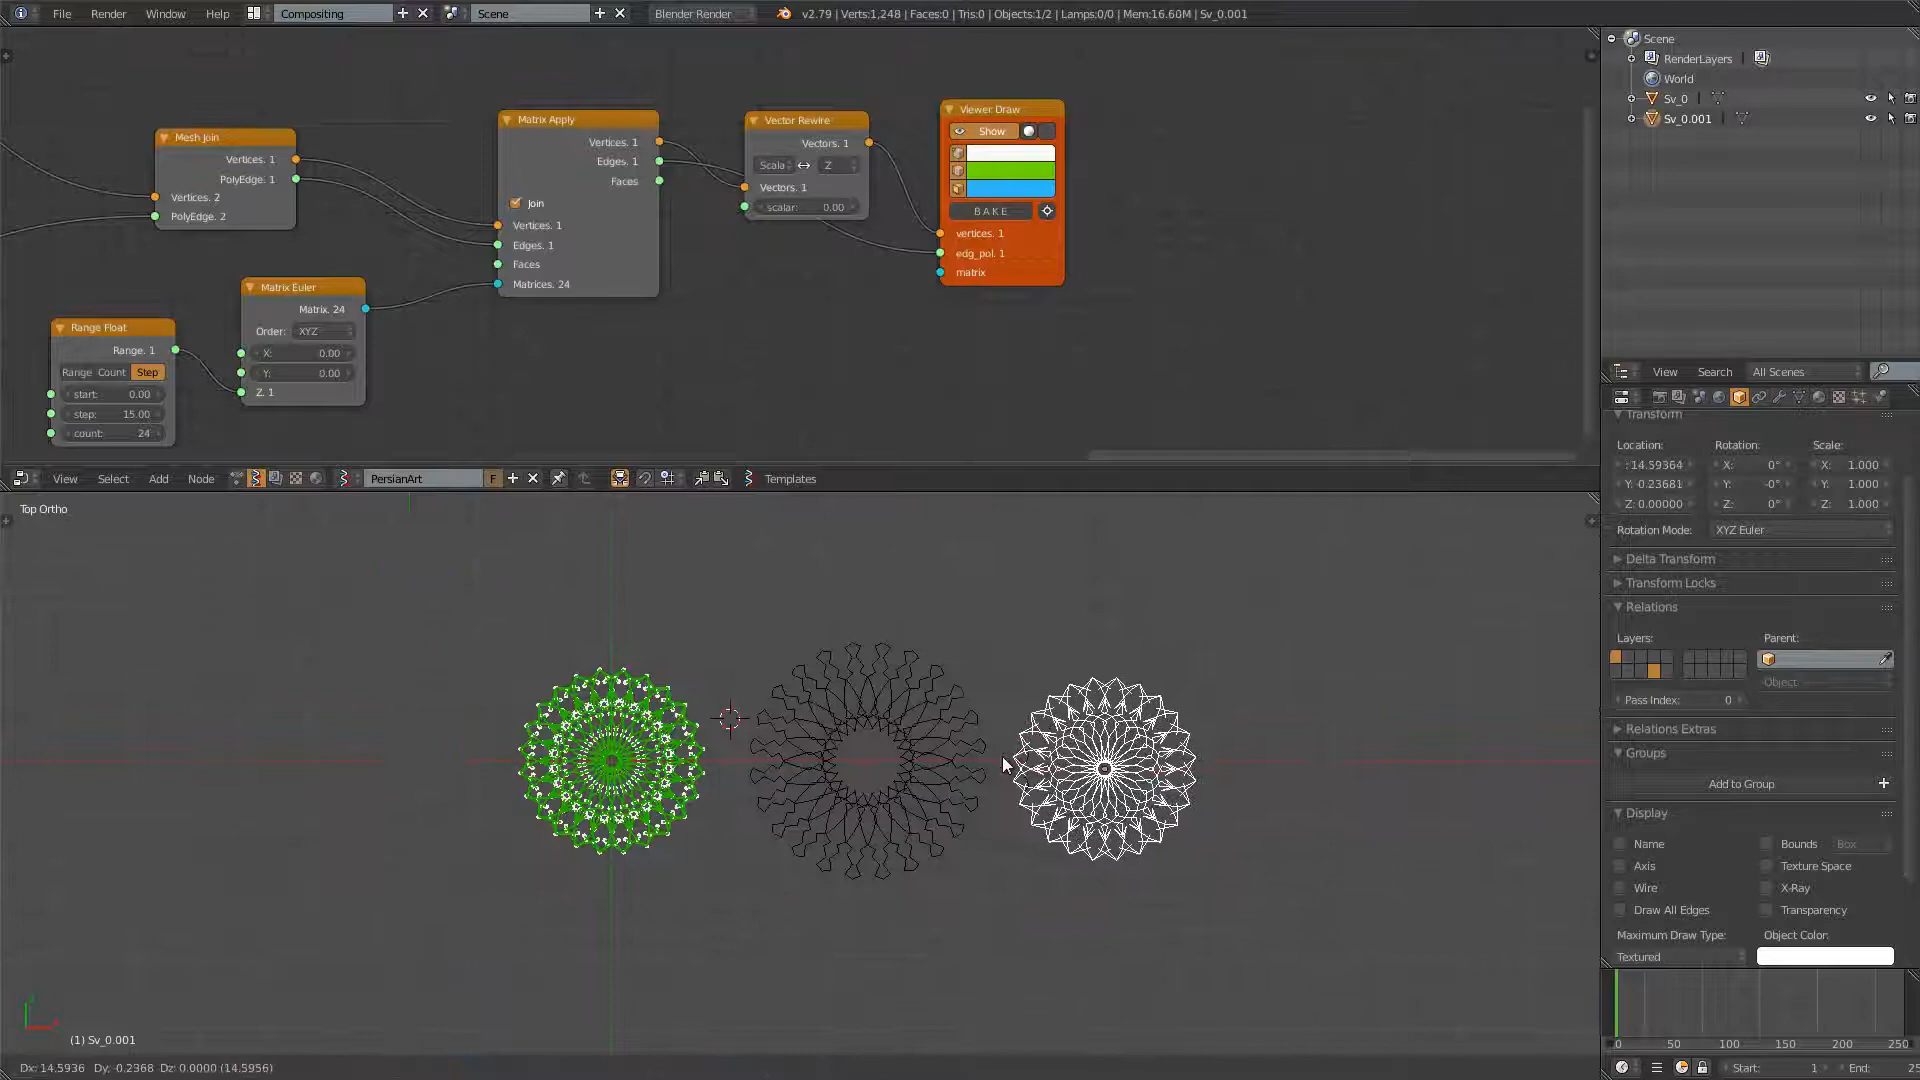 File Render Window Help Compositing Scene Blender Render v2.79 | Verts:1,248 | Faces:0 | Tris:0 | Objects:1/2 | Lamps:0/0 | Mem:16.60M | Sv_0.001
Mesh Join
Vertices. 1
PolyEdge. 1
Vertices. 2
PolyEdge. 2
Matrix Apply
Vertices. 1
Edges. 1
Faces
Join
Vertices. 1
Edges. 1
Faces
Matrices. 24
Vector Rewire
Vectors. 1
Scala Z
Vectors. 1
scalar: 0.00
Viewer Draw
Show
BAKE
vertices. 1
edg_pol. 1
matrix
Matrix Euler
Matrix. 24
Order: XYZ
X: 0.00
Y: 0.00
Z. 1
Range Float
Range. 1
Range Count Step
start: 0.00
step: 15.00
count: 24
View Select Add Node PersianArt F Templates
Top Ortho
(1) Sv_0.001
Dx: 14.5936 Dy: -0.2368 Dz: 0.0000 (14.5956)
Scene
RenderLayers
World
Sv_0
Sv_0.001
View Search All Scenes
Transform
Location: Rotation: Scale:
:14.59364 X: 0° X: 1.000
Y: -0.23681 Y: -0° Y: 1.000
Z: 0.00000 Z: 0° Z: 1.000
Rotation Mode: XYZ Euler
Delta Transform
Transform Locks
Relations
Layers: Parent:
Object
Pass Index: 0
Relations Extras
Groups
Add to Group
Display
Name Bounds Box
Axis Texture Space
Wire X-Ray
Draw All Edges Transparency
Maximum Draw Type: Object Color:
Textured
0 50 100 150 200 250
Start: 1 End: 25